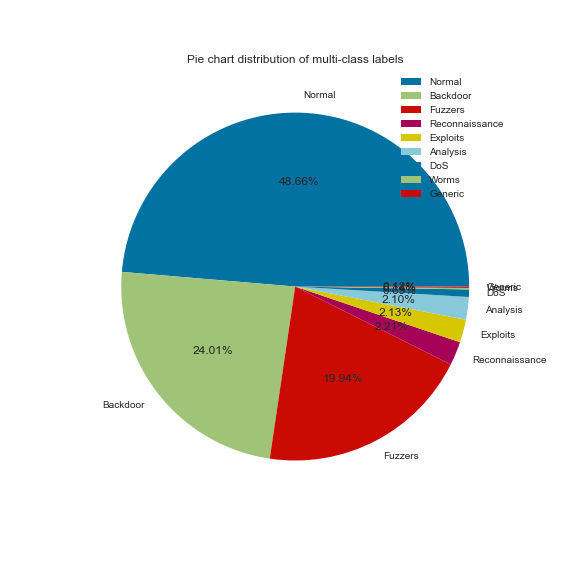 Pie chart distribution of multi-class labels
Normal
Normal
Backdoor
Fuzzers
Reconnaissance
Exploits
Analysis
DoS
Worms
Generic
48.66%
Generic
DoS
2.10%
Analysis
2.13%
Exploits
2.21%
Reconnaissance
24.01%
19.94%
Backdoor
Fuzzers